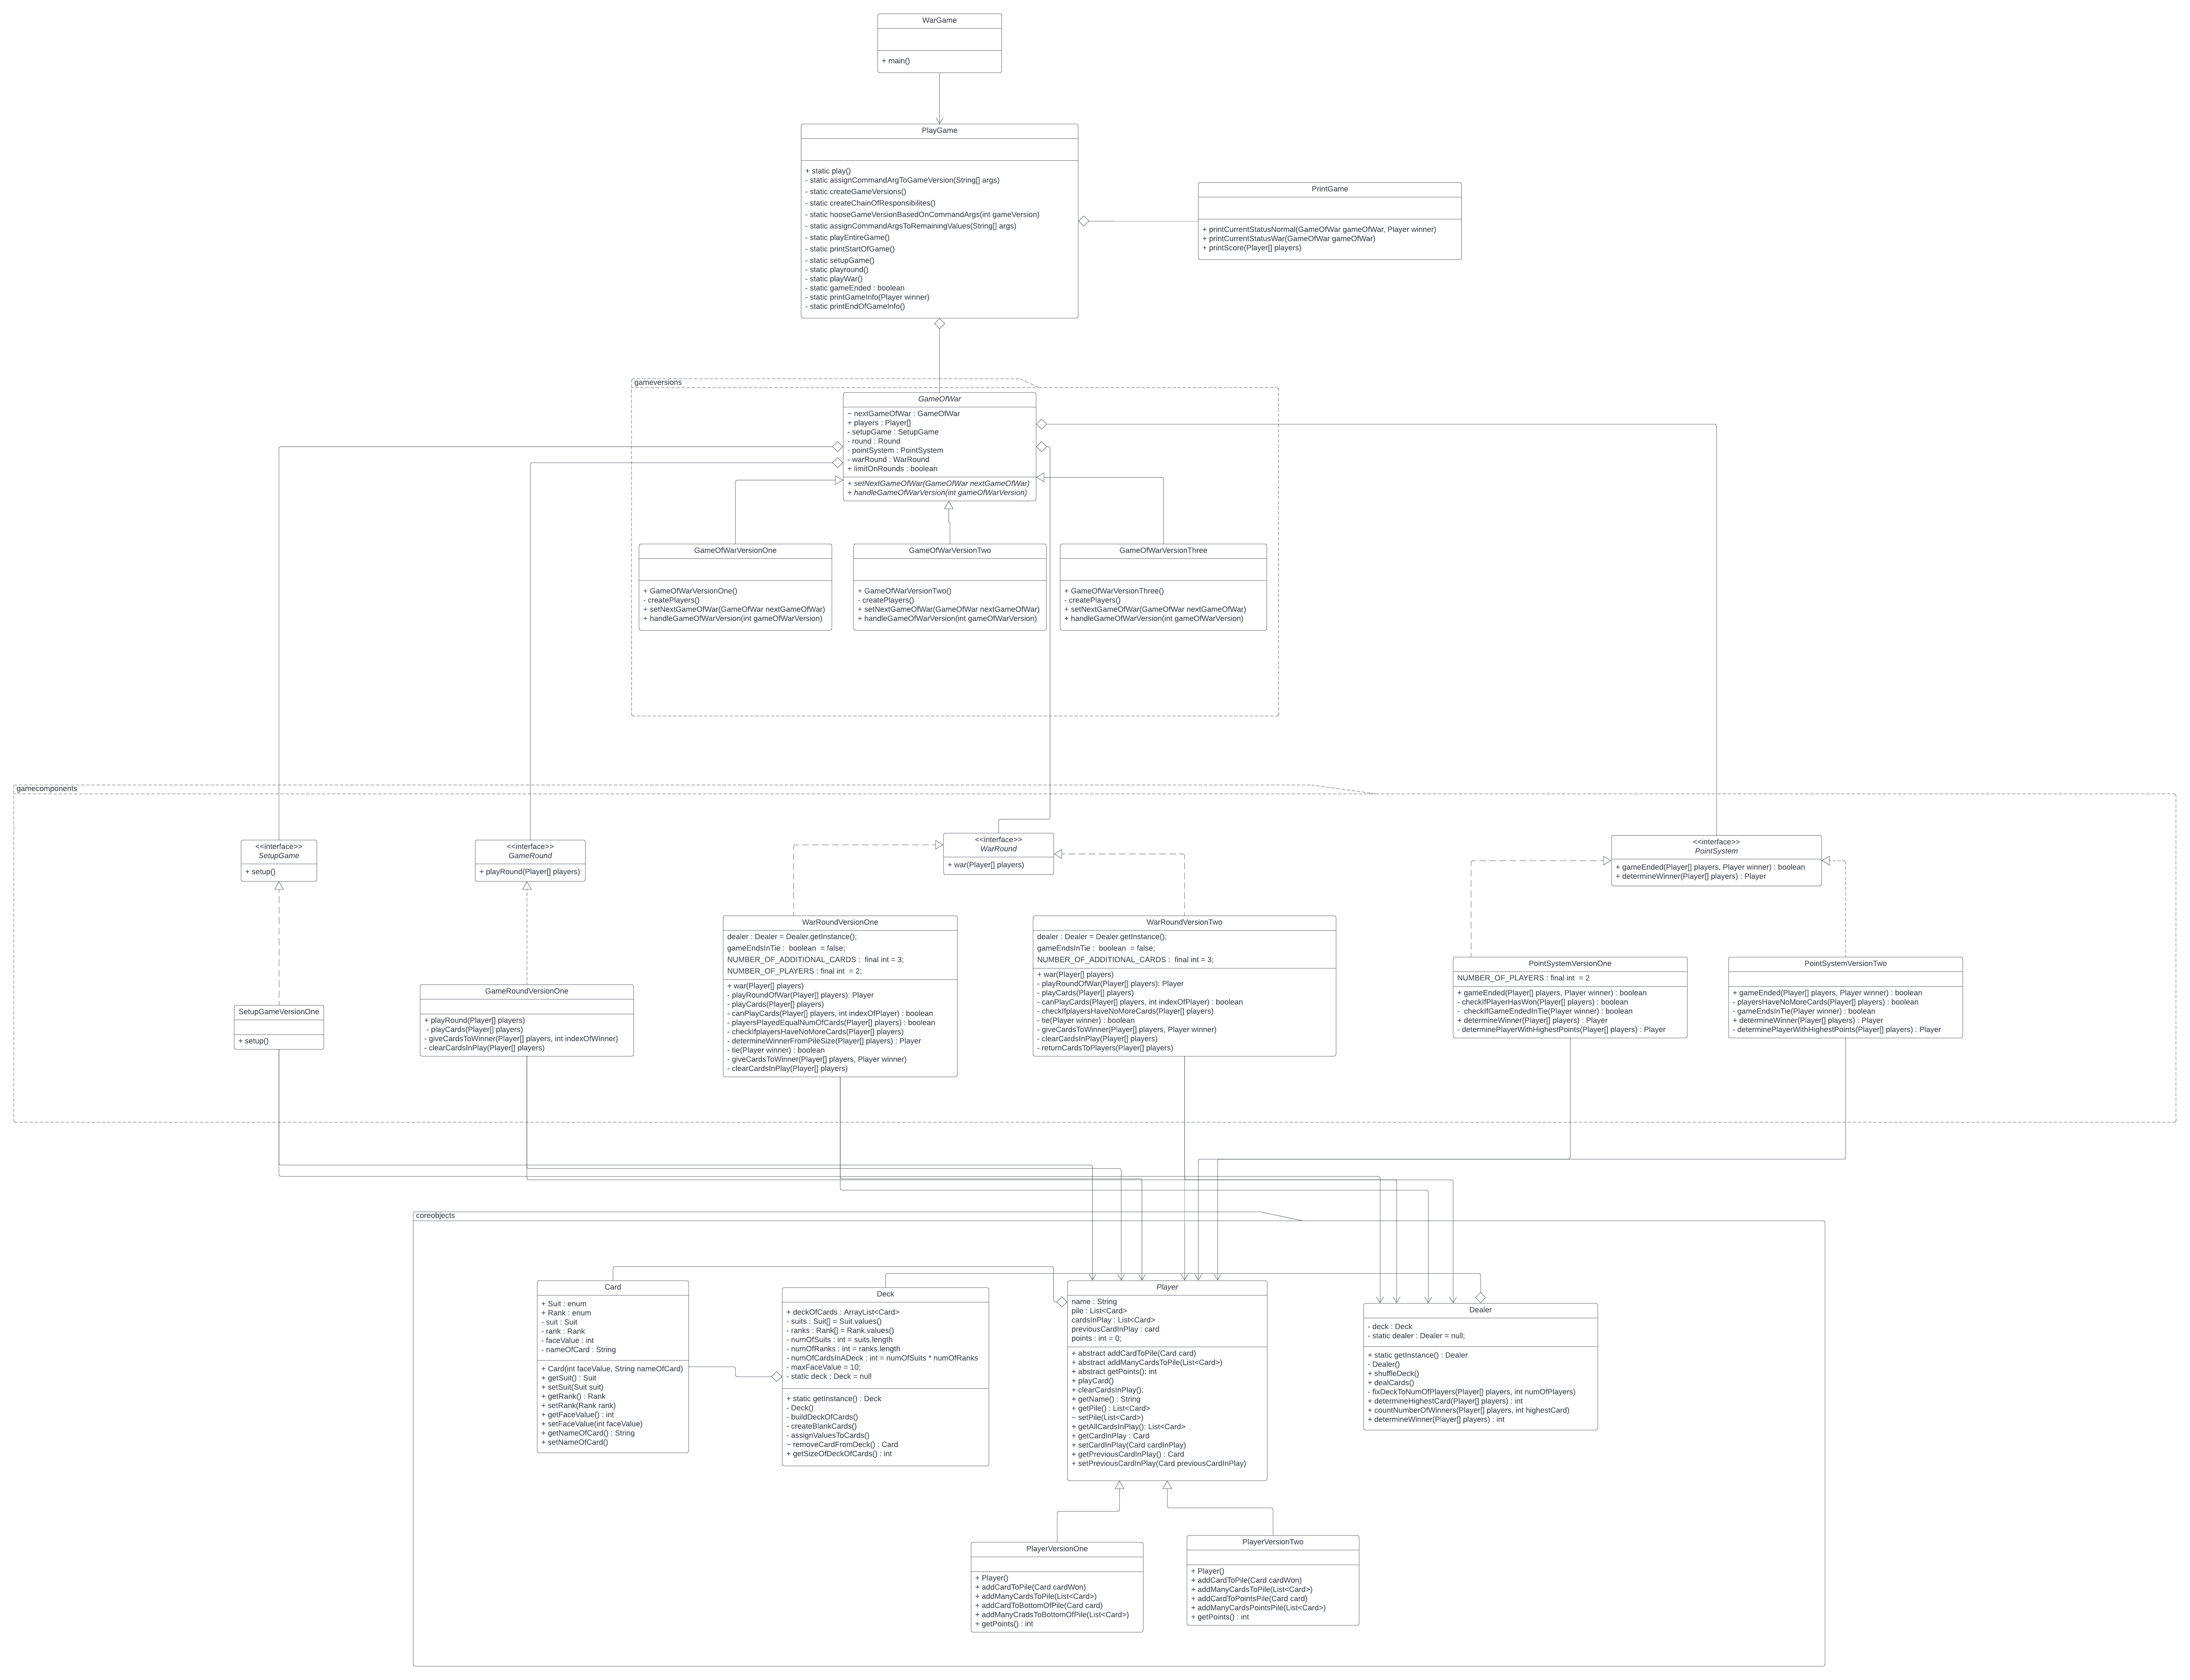 WarGame
+ main()
PlayGame
+ static play()
- static assignCommandArgToGameVersion(String[] args)
- static createGameVersions()
- static createChainOfResponsibilites()
- static hooseGameVersionBasedOnCommandArgs(int gameVersion)
- static assignCommandArgsToRemainingValues(String[] args)
- static playEntireGame()
- static printStartOfGame()
- static setupGame()
- static playround()
- static playWar()
- static gameEnded : boolean
- static printGameInfo(Player winner)
- static printEndOfGameInfo()
PrintGame
+ printCurrentStatusNormal(GameOfWar gameOfWar, Player winner)
+ printCurrentStatusWar(GameOfWar gameOfWar)
+ printScore(Player[] players)
gameversions
GameOfWar
~ nextGameOfWar : GameOfWar
+ players : Player[]
- setupGame : SetupGame
- round : Round
- pointSystem : PointSystem
- warRound : WarRound
+ limitOnRounds : boolean
+ setNextGameOfWar(GameOfWar nextGameOfWar)
+ handleGameOfWarVersion(int gameOfWarVersion)
GameOfWarVersionOne
+ GameOfWarVersionOne()
- createPlayers()
+ setNextGameOfWar(GameOfWar nextGameOfWar)
+ handleGameOfWarVersion(int gameOfWarVersion)
GameOfWarVersionTwo
+ GameOfWarVersionTwo()
- createPlayers()
+ setNextGameOfWar(GameOfWar nextGameOfWar)
+ handleGameOfWarVersion(int gameOfWarVersion)
GameOfWarVersionThree
+ GameOfWarVersionThree()
- createPlayers()
+ setNextGameOfWar(GameOfWar nextGameOfWar)
+ handleGameOfWarVersion(int gameOfWarVersion)
gamecomponents
<<interface>>
SetupGame
+ setup()
<<interface>>
GameRound
+ playRound(Player[] players)
<<interface>>
WarRound
+ war(Player[] players)
<<interface>>
PointSystem
+ gameEnded(Player[] players, Player winner) : boolean
+ determineWinner(Player[] players) : Player
SetupGameVersionOne
+ setup()
GameRoundVersionOne
+ playRound(Player[] players)
- playCards(Player[] players)
- giveCardsToWinner(Player[] players, int indexOfWinner)
- clearCardsInPlay(Player[] players)
WarRoundVersionOne
dealer : Dealer = Dealer.getInstance();
gameEndsInTie : boolean = false;
NUMBER_OF_ADDITIONAL_CARDS : final int = 3;
NUMBER_OF_PLAYERS : final int = 2;
+ war(Player[] players)
- playRoundOfWar(Player[] players): Player
- playCards(Player[] players)
- canPlayCards(Player[] players, int indexOfPlayer) : boolean
- playersPlayedEqualNumOfCards(Player[] players) : boolean
- checkIfplayersHaveNoMoreCards(Player[] players)
- determineWinnerFromPileSize(Player[] players) : Player
- tie(Player winner) : boolean
- giveCardsToWinner(Player[] players, Player winner)
- clearCardsInPlay(Player[] players)
WarRoundVersionTwo
dealer : Dealer = Dealer.getInstance();
gameEndsInTie : boolean = false;
NUMBER_OF_ADDITIONAL_CARDS : final int = 3;
+ war(Player[] players)
- playRoundOfWar(Player[] players): Player
- playCards(Player[] players)
- canPlayCards(Player[] players, int indexOfPlayer) : boolean
- checkIfplayersHaveNoMoreCards(Player[] players)
- tie(Player winner) : boolean
- giveCardsToWinner(Player[] players, Player winner)
- clearCardsInPlay(Player[] players)
- returnCardsToPlayers(Player[] players)
PointSystemVersionOne
NUMBER_OF_PLAYERS : final int = 2
+ gameEnded(Player[] players, Player winner) : boolean
- checkIfPlayerHasWon(Player[] players) : boolean
- checkIfGameEndedInTie(Player winner) : boolean
+ determineWinner(Player[] players) : Player
- determinePlayerWithHighestPoints(Player[] players) : Player
PointSystemVersionTwo
+ gameEnded(Player[] players, Player winner) : boolean
- playersHaveNoMoreCards(Player[] players) : boolean
- gameEndsInTie(Player winner) : boolean
+ determineWinner(Player[] players) : Player
- determinePlayerWithHighestPoints(Player[] players) : Player
coreobjects
Card
+ Suit : enum
+ Rank : enum
- suit : Suit
- rank : Rank
- faceValue : int
- nameOfCard : String
+ Card(int faceValue, String nameOfCard)
+ getSuit() : Suit
+ setSuit(Suit suit)
+ getRank() : Rank
+ setRank(Rank rank)
+ getFaceValue() : int
+ setFaceValue(int faceValue)
+ getNameOfCard() : String
+ setNameOfCard()
Deck
+ deckOfCards : ArrayList<Card>
- suits : Suit[] = Suit.values()
- ranks : Rank[] = Rank.values()
- numOfSuits : int = suits.length
- numOfRanks : int = ranks.length
- numOfCardsInADeck : int = numOfSuits * numOfRanks
- maxFaceValue = 10;
- static deck : Deck = null
+ static getInstance() : Deck
- Deck()
- buildDeckOfCards()
- createBlankCards()
- assignValuesToCards()
~ removeCardFromDeck() : Card
+ getSizeOfDeckOfCards() : int
Player
name : String
pile : List<Card>
cardsInPlay : List<Card>
previousCardInPlay : card
points : int = 0;
+ abstract addCardToPile(Card card)
+ abstract addManyCardsToPile(List<Card>)
+ abstract getPoints(): int
+ playCard()
+ clearCardsInPlay();
+ getName() : String
+ getPile() : List<Card>
~ setPile(List<Card>)
+ getAllCardsInPlay(): List<Card>
+ getCardInPlay : Card
+ setCardInPlay(Card cardInPlay)
+ getPreviousCardInPlay() : Card
+ setPreviousCardInPlay(Card previousCardInPlay)
Dealer
- deck : Deck
- static dealer : Dealer = null;
+ static getInstance() : Dealer
- Dealer()
+ shuffleDeck()
+ dealCards()
- fixDeckToNumOfPlayers(Player[] players, int numOfPlayers)
+ determineHighestCard(Player[] players) : int
+ countNumberOfWinners(Player[] players, int highestCard)
+ determineWinner(Player[] players) : int
PlayerVersionOne
+ Player()
+ addCardToPile(Card cardWon)
+ addManyCardsToPile(List<Card>)
+ addCardToBottomOfPile(Card card)
+ addManyCradsToBottomOfPile(List<Card>)
+ getPoints() : int
PlayerVersionTwo
+ Player()
+ addCardToPile(Card cardWon)
+ addManyCardsToPile(List<Card>)
+ addCardToPointsPile(Card card)
+ addManyCardsPointsPile(List<Card>)
+ getPoints() : int